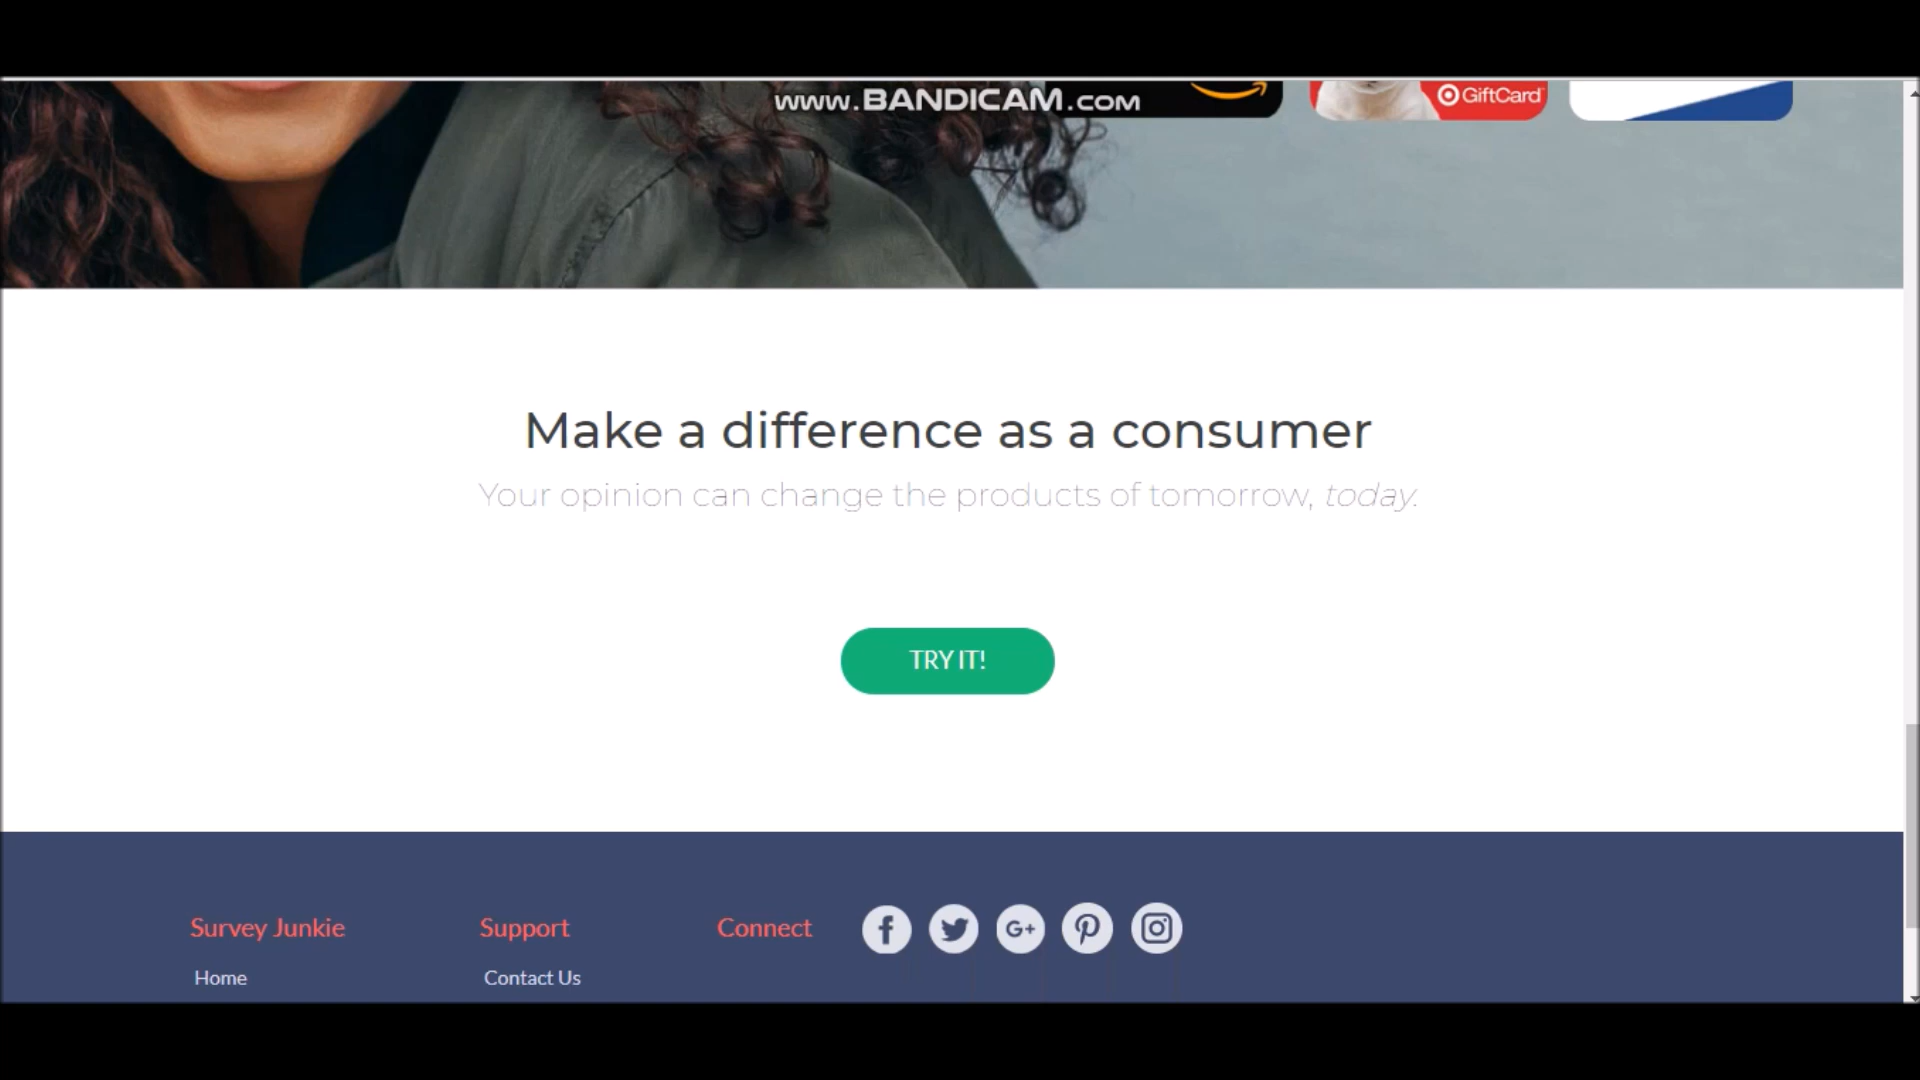 www.BANDICAM.com
GiftCard
Make a difference as a consumer
Your opinion can change the products of tomorrow, today.
TRY IT!
Survey Junkie
Support
Connect
G+
Home
Contact Us